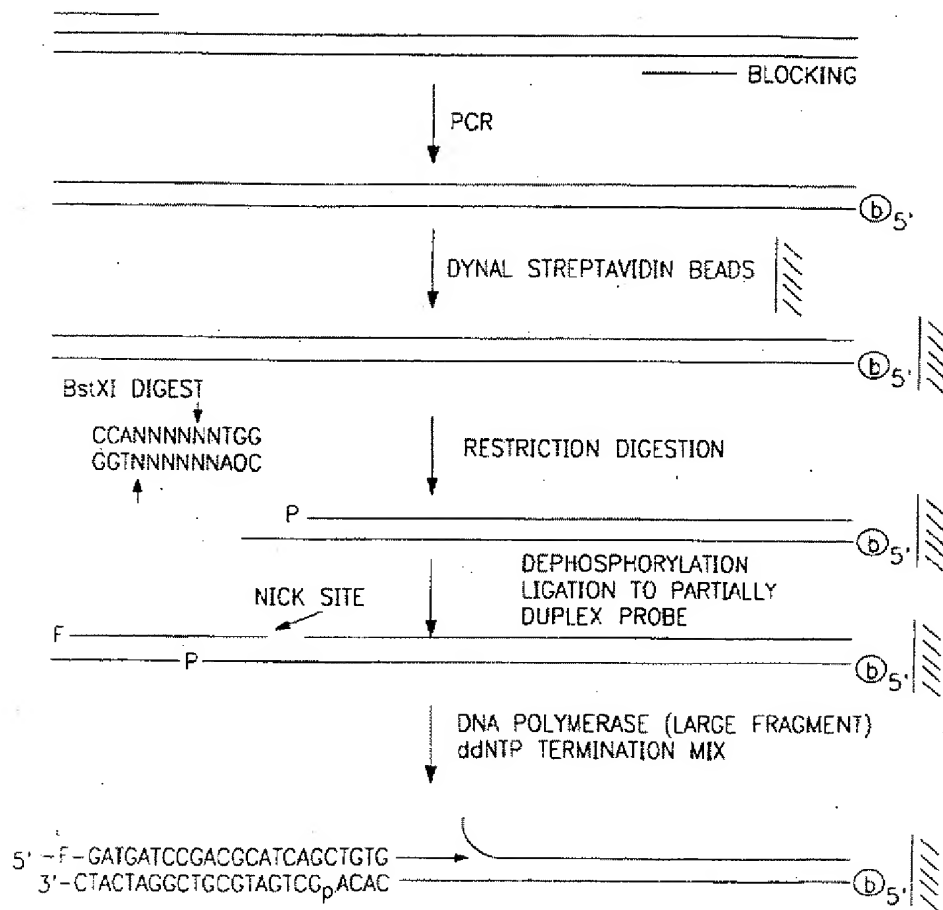 BLOCKING
PCR
b 5'
DYNAL STREPTAVIDIN BEADS
b 5'
BstXI DIGEST
CCANNNNNNTGG
GGTNNNNNNAOC
RESTRICTION DIGESTION
P
b 5'
DEPHOSPHORYLATION
LIGATION TO PARTIALLY
DUPLEX PROBE
NICK SITE
F
P
b 5'
DNA POLYMERASE (LARGE FRAGMENT)
ddNTP TERMINATION MIX
5' -F-GATGATCCGACGCATCAGCTGTG
3'-CTACTAGGCTGCGTAGTCGpACAC
b 5'